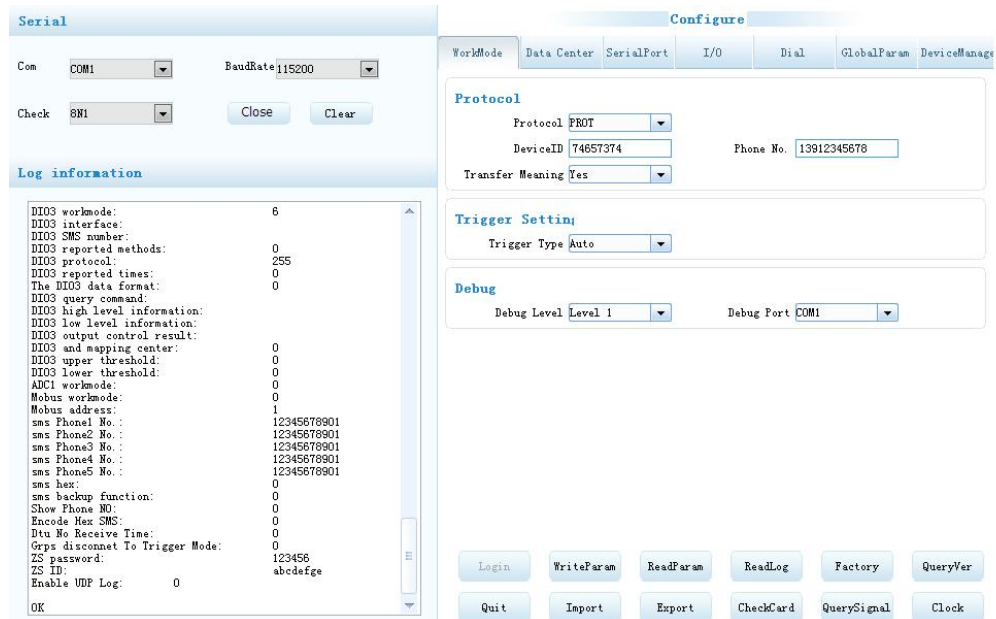 Serial
Com COM1 BaudRate 115200
Check 8N1 Close Clear
Log information
DIO3 workmode: 6
DIO3 interface:
DIO3 SMS number:
DIO3 reported methods: 0
DIO3 protocol: 255
DIO3 reported times: 0
The DIO3 data format: 0
DIO3 query command:
DIO3 high level information:
DIO3 low level information:
DIO3 output control result:
DIO3 and mapping center: 0
DIO3 upper threshold: 0
DIO3 lower threshold: 0
ADC1 workmode: 0
Mobus workmode: 0
Mobus address: 1
sms Phone1 No.: 12345678901
sms Phone2 No.: 12345678901
sms Phone3 No.: 12345678901
sms Phone4 No.: 12345678901
sms Phone5 No.: 12345678901
sms hex: 0
sms backup function: 0
Show Phone NO: 0
Encode Hex SMS: 0
Dtu No Receive Time: 0
Grps disconnet To Trigger Mode: 0
ZS password: 123456
ZS ID: abcdefge
Enable UDP Log: 0
OK
Configure
WorkMode Data Center SerialPort I/O Dial GlobalParam DeviceManage
Protocol
Protocol PROT
DeviceID 74657374 Phone No. 13912345678
Transfer Meaning Yes
Trigger Settin
Trigger Type Auto
Debug
Debug Level Level 1 Debug Port COM1
Login WriteParam ReadParam ReadLog Factory QueryVer
Quit Import Export CheckCard QuerySignal Clock